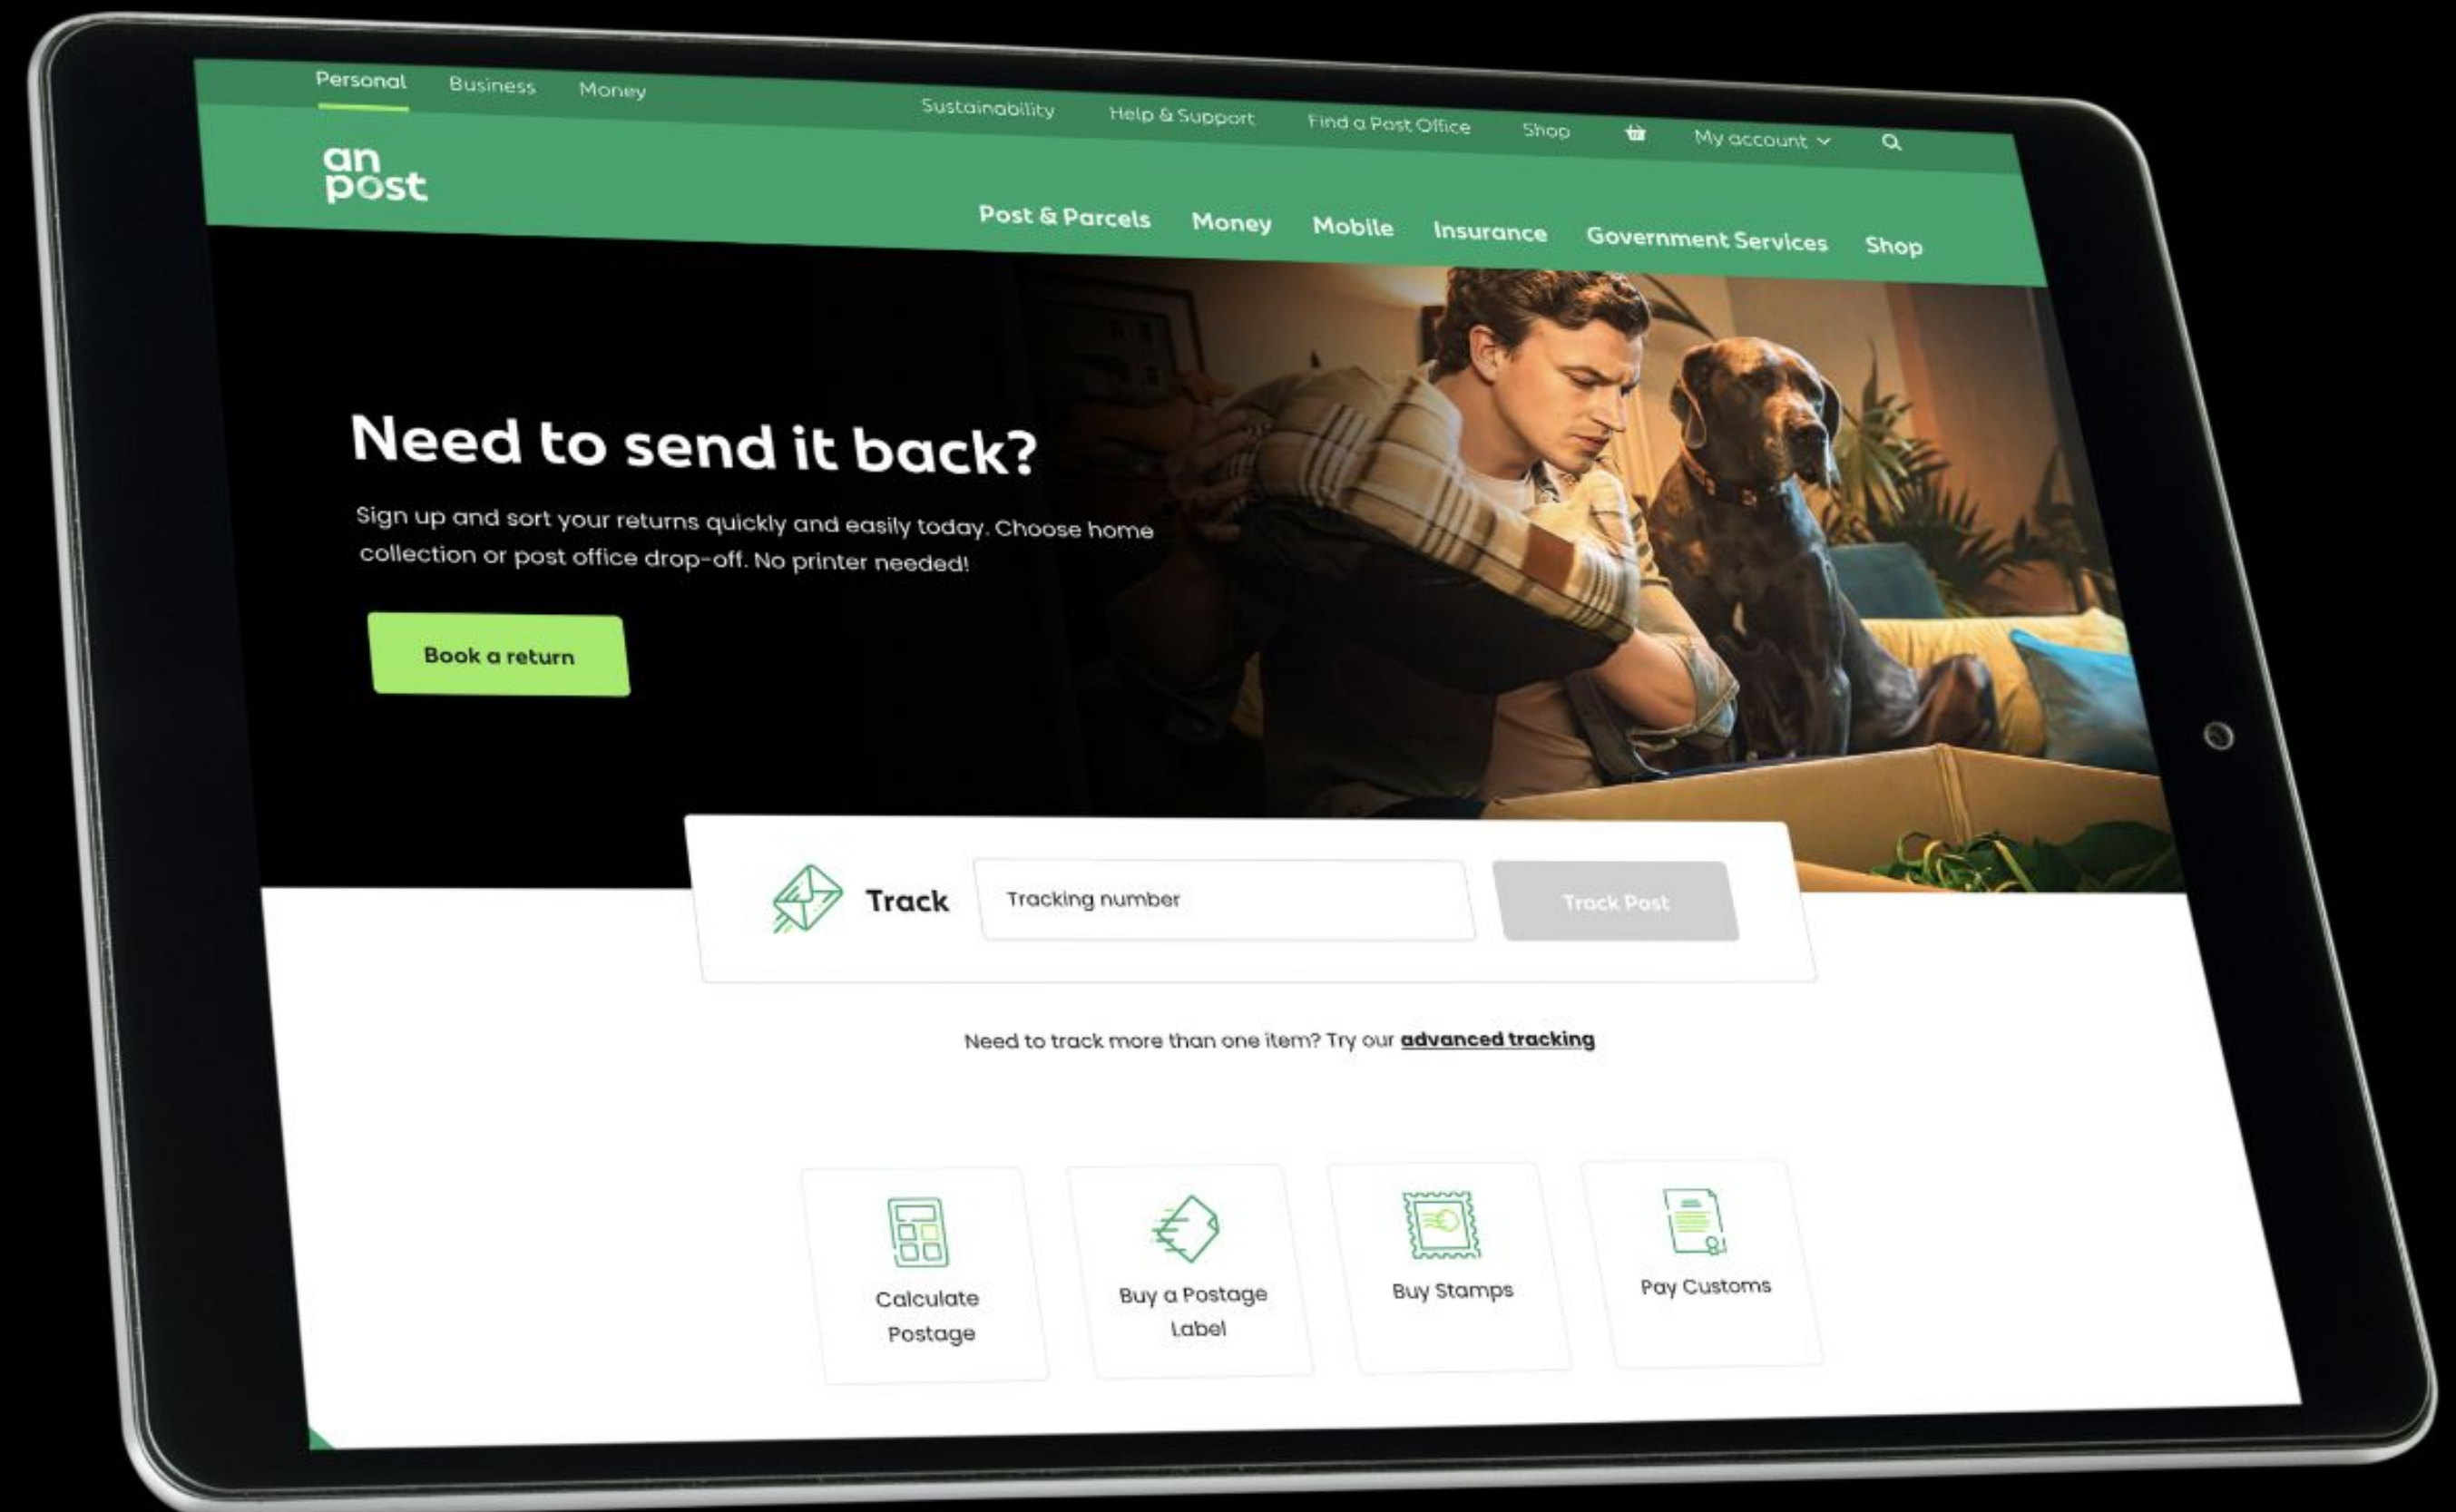 Personal Business Money Sustainability Help & Support Find a Post Office Shop My account
an
post
Post & Parcels Money Mobile Insurance Government Services Shop
Need to send it back?
Sign up and sort your returns quickly and easily today. Choose home
collection or post office drop-off. No printer needed!
Book a return
Track Tracking number Track Post
Need to track more than one item? Try our advanced tracking
Calculate
Postage
Buy a Postage
Label
Buy Stamps
Pay Customs